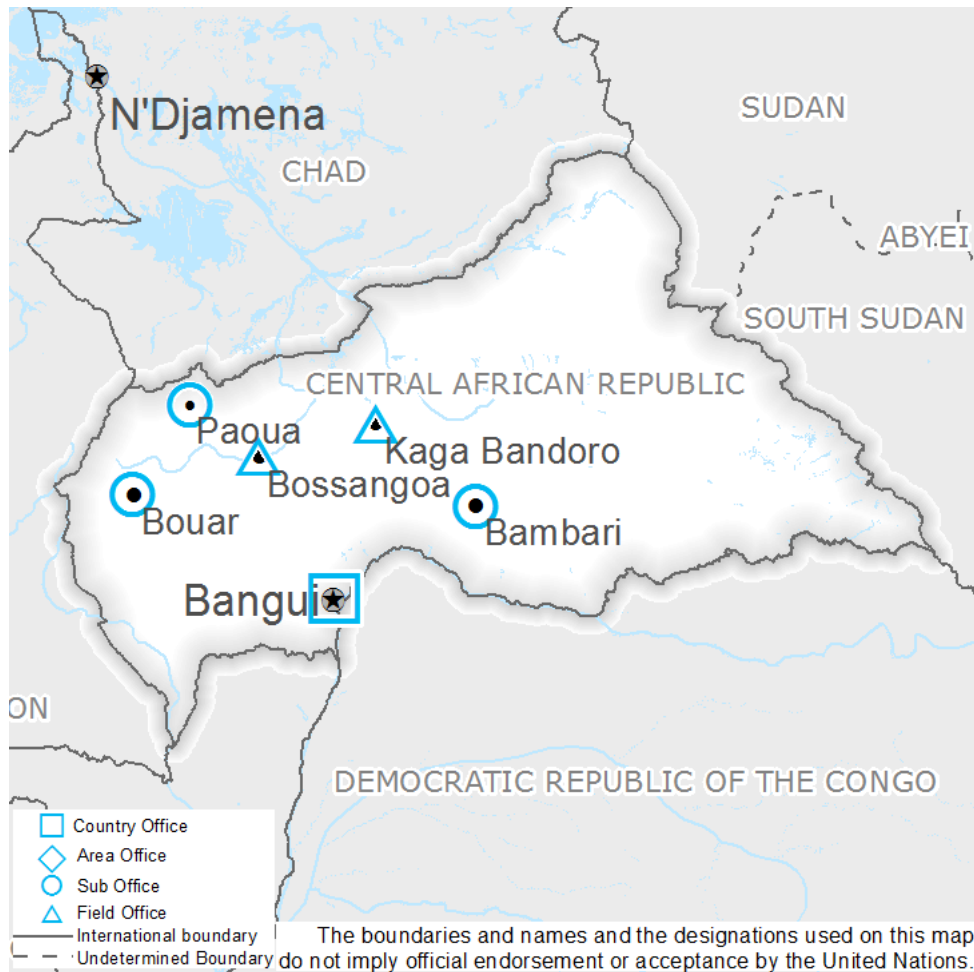 N'Djamena
SUDAN
CHAD
ABYEI
SOUTH SUDAN
CENTRAL AFRICAN REPUBLIC
Paoua
Kaga Bandoro
Bossangoa
Bouar
Bambari
Bangui
ON
DEMOCRATIC REPUBLIC OF THE CONGO
Country Office
Area Office
Sub Office
Field Office
International boundary
Undetermined Boundary
The boundaries and names and the designations used on this map
do not imply official endorsement or acceptance by the United Nations.